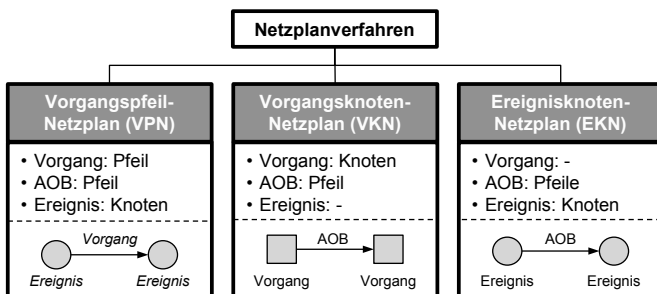 Netzplanverfahren
Vorgangspfeil-
Netzplan (VPN)
• Vorgang: Pfeil
• AOB: Pfeil
• Ereignis: Knoten
Vorgang
Ereignis
Ereignis
Vorgangsknoten-
Netzplan (VKN)
• Vorgang: Knoten
• AOB: Pfeil
• Ereignis: -
AOB
Vorgang
Vorgang
Ereignisknoten-
Netzplan (EKN)
• Vorgang: -
• AOB: Pfeile
• Ereignis: Knoten
AOB
Ereignis
Ereignis